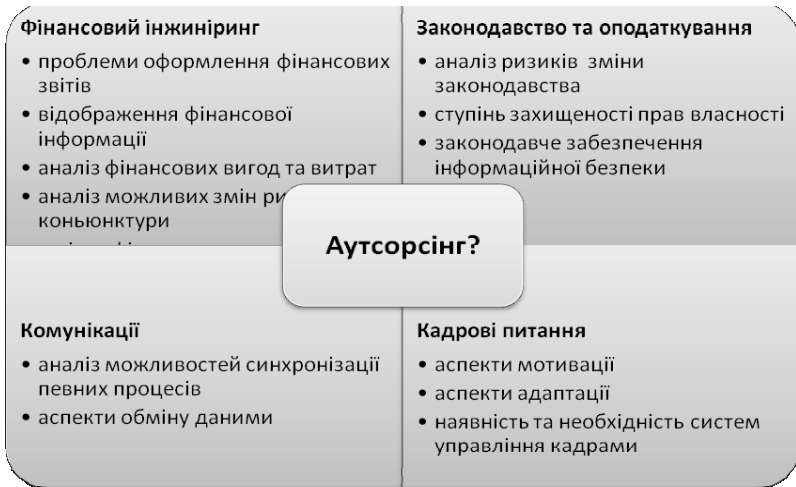 Фінансовий інжиніринг
• проблеми оформлення фінансових
звітів
• відображення фінансової
інформації
• аналіз фінансових вигод та витрат
• аналіз можливих змін
коньюнктури
Законодавство та оподаткування
• аналіз ризиків зміни
законодавства
• ступінь захищеності прав власності
• законодавче забезпечення
інформаційної безпеки
Аутсорсінг?
Комунікації
• аналіз можливостей синхронізації
певних процесів
• аспекти обміну даними
Кадрові питання
• аспекти мотивації
• аспекти адаптації
• наявність та необхідність систем
управління кадрами